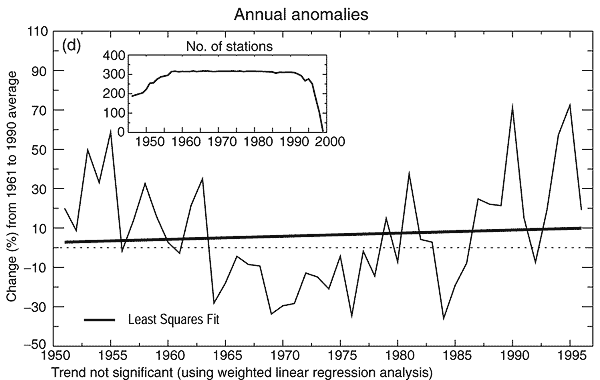 Annual anomalies
(d)
No. of stations
400
300
200
100
0
1950 1960 1970 1980 1990 2000
Change (%) from 1961 to 1990 average
110
90
70
50
30
10
−10
−30
−50
Least Squares Fit
1950 1955 1960 1965 1970 1975 1980 1985 1990 1995
Trend not significant (using weighted linear regression analysis)